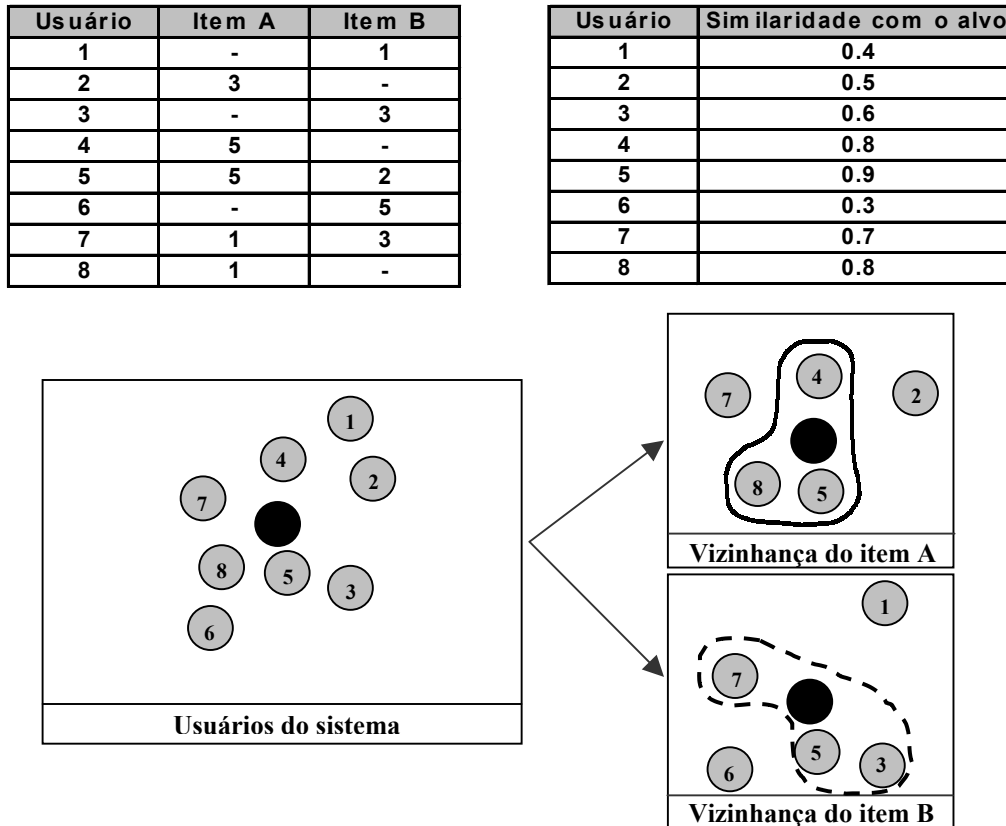 Usuário Item A Item B
1 - 1
2 3 -
3 - 3
4 5 -
5 5 2
6 - 5
7 1 3
8 1 -
Usuário Similaridade com o alvo
1 0.4
2 0.5
3 0.6
4 0.8
5 0.9
6 0.3
7 0.7
8 0.8
1
4
2
7
8
5
3
6
Usuários do sistema
4
7
2
8
5
Vizinhança do item A
1
7
5
3
6
Vizinhança do item B